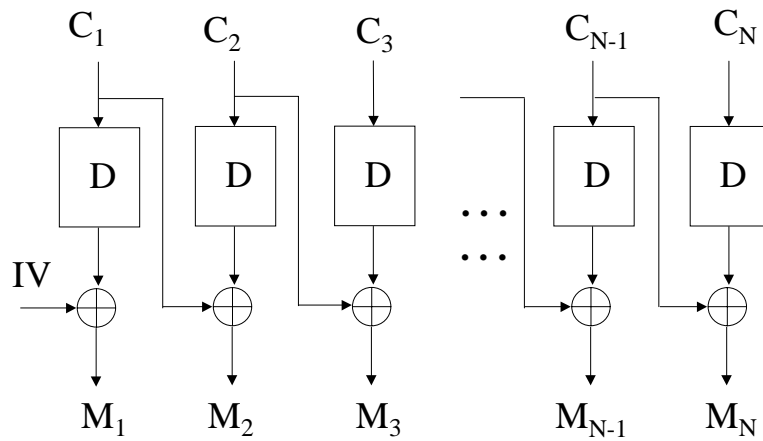 C1 C2 C3 CN-1 CN
D D D D D
...
...
IV
M1 M2 M3 MN-1 MN